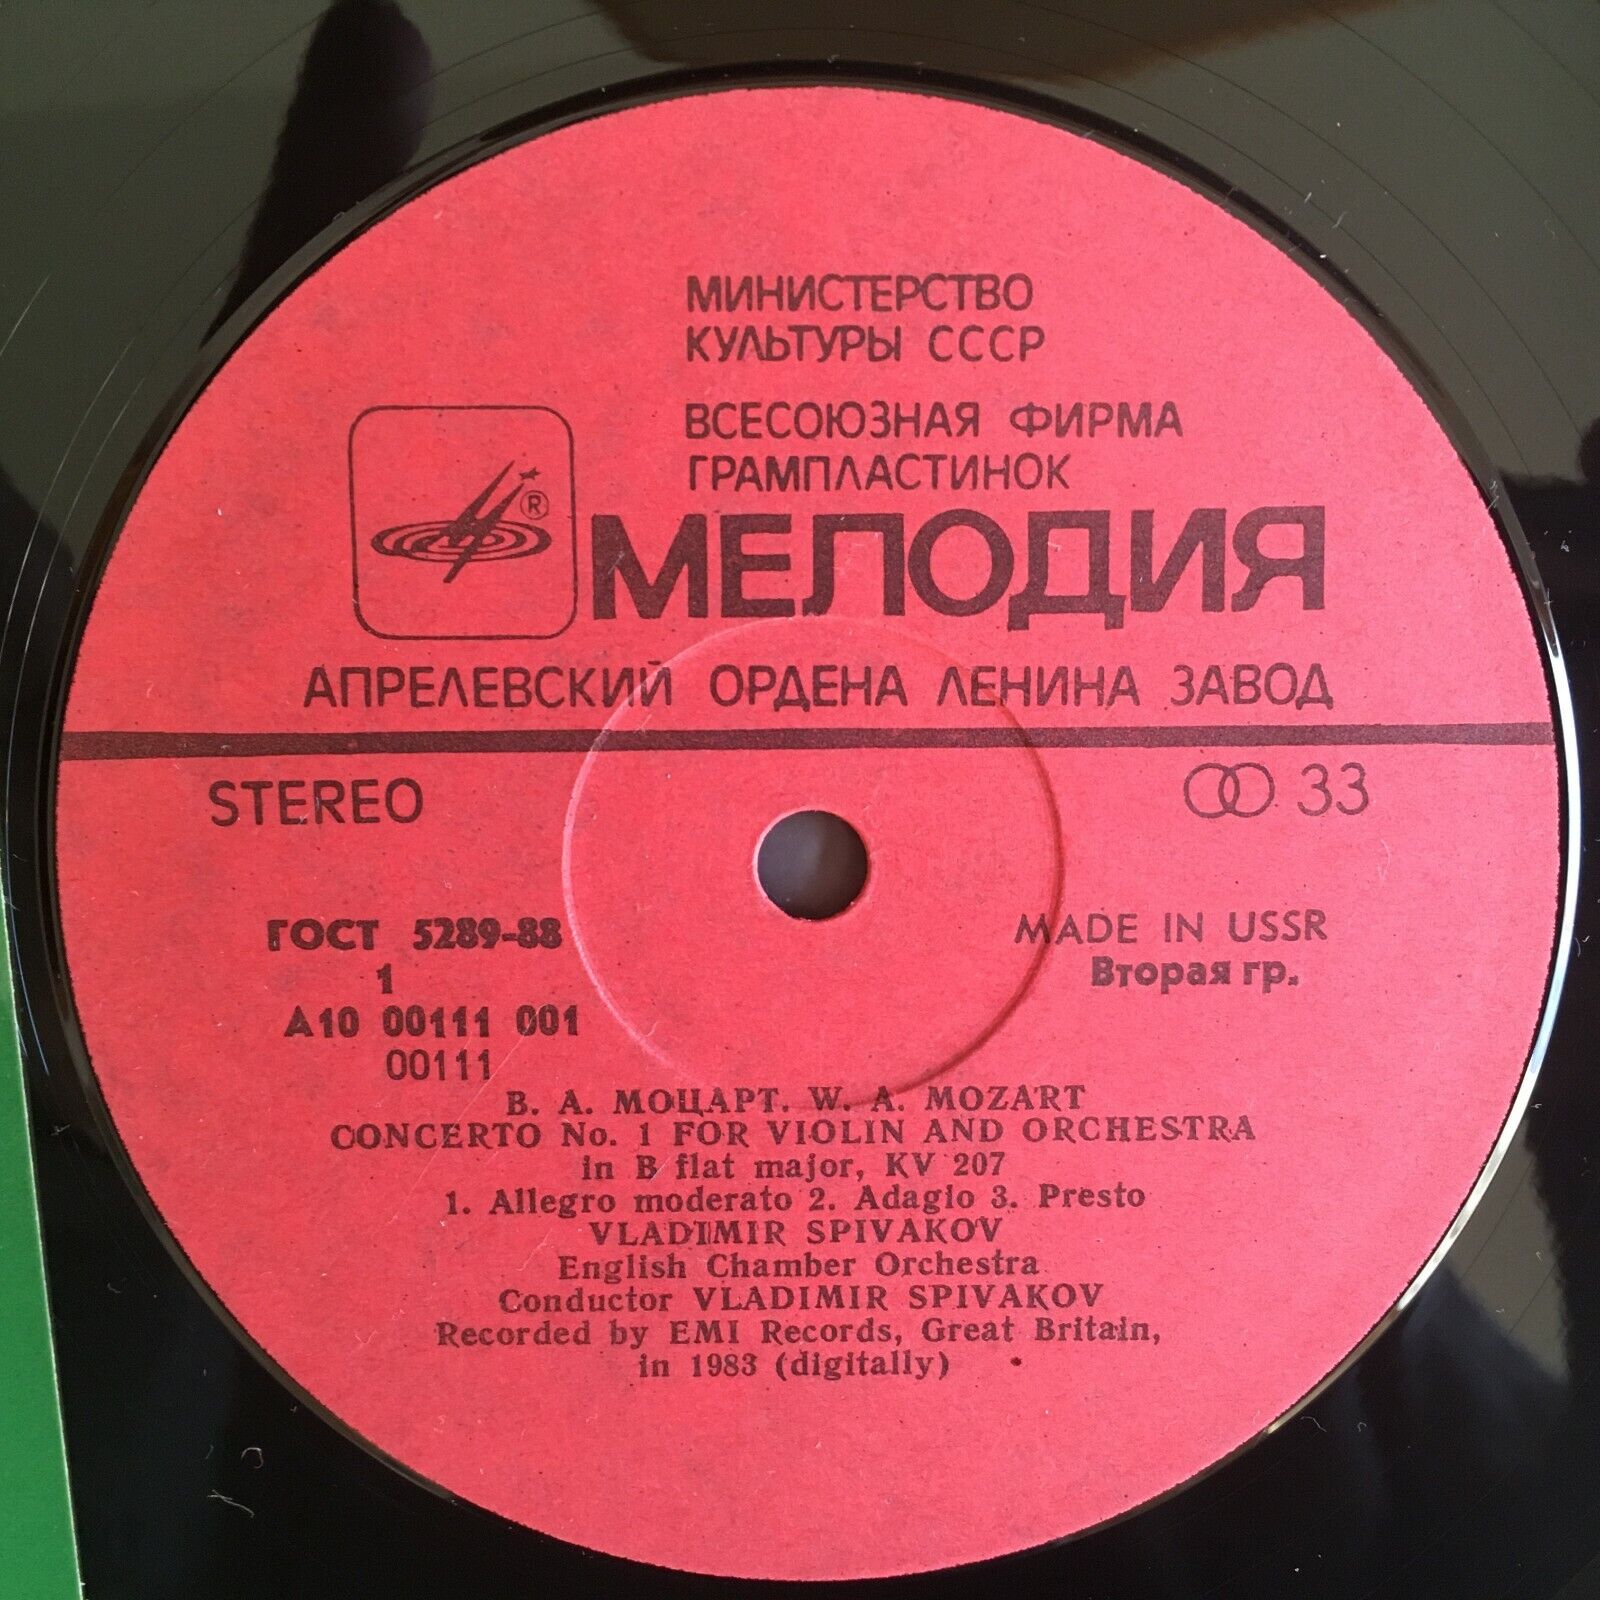 МИНИСТЕРСТВО
КУЛЬТУРЫ СССР
ВСЕСОЮЗНАЯ ФИРМА
ГРАМПЛАСТИНОК
®
МЕЛОДИЯ
АПРЕЛЕВСКИЙ ОРДЕНА ЛЕНИНА ЗАВОД
STEREO
33
ГОСТ 5289-88
MADE IN USSR
1
Вторая гр.
А10 00111 001
00111
В. А. МОЦАРТ. W. A. MOZART
CONCERTO No. 1 FOR VIOLIN AND ORCHESTRA
in B flat major, KV 207
1. Allegro moderato 2. Adagio 3. Presto
VLADIMIR SPIVAKOV
English Chamber Orchestra
Conductor VLADIMIR SPIVAKOV
Recorded by EMI Records, Great Britain,
in 1983 (digitally)